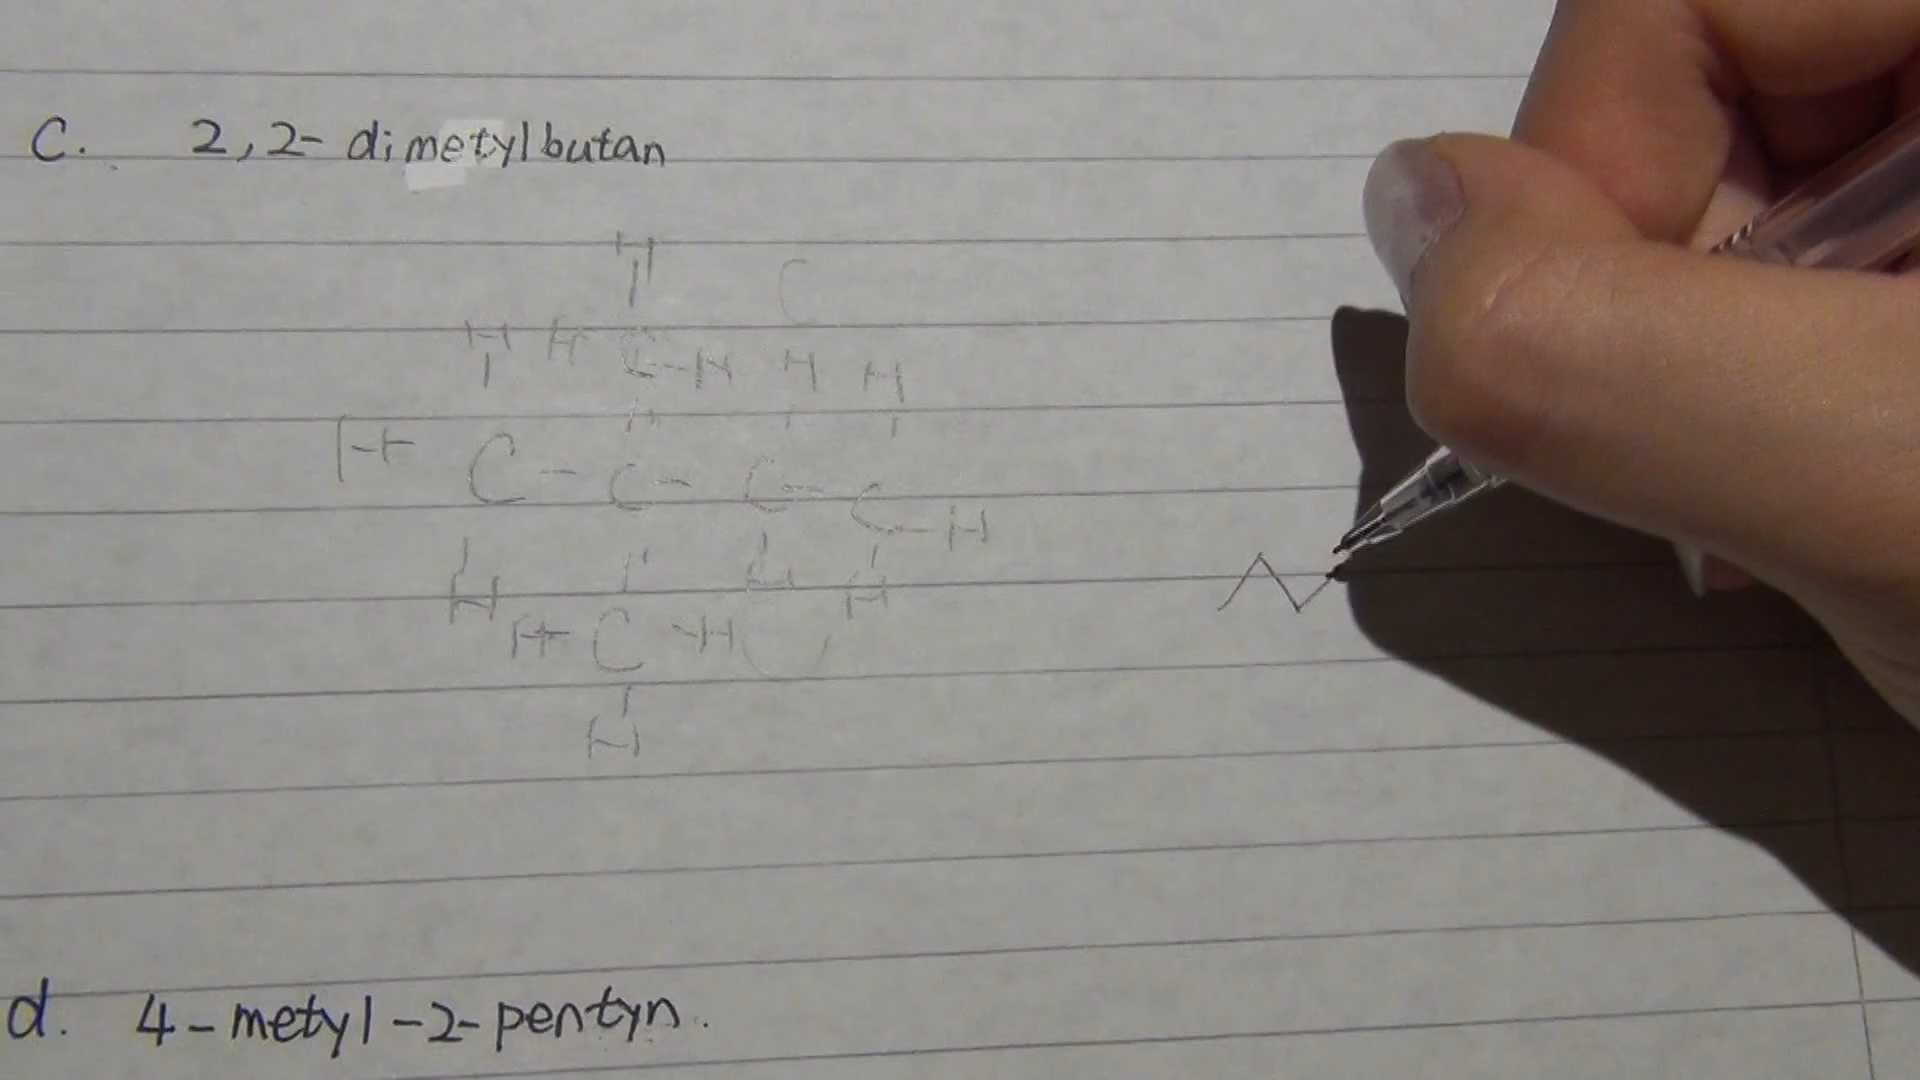 c. 2,2-dimetylbutan
H C
H H C-H H H
H C-C-C-C-H
H H H
H C-H
H
d. 4-metyl-2-pentyn.